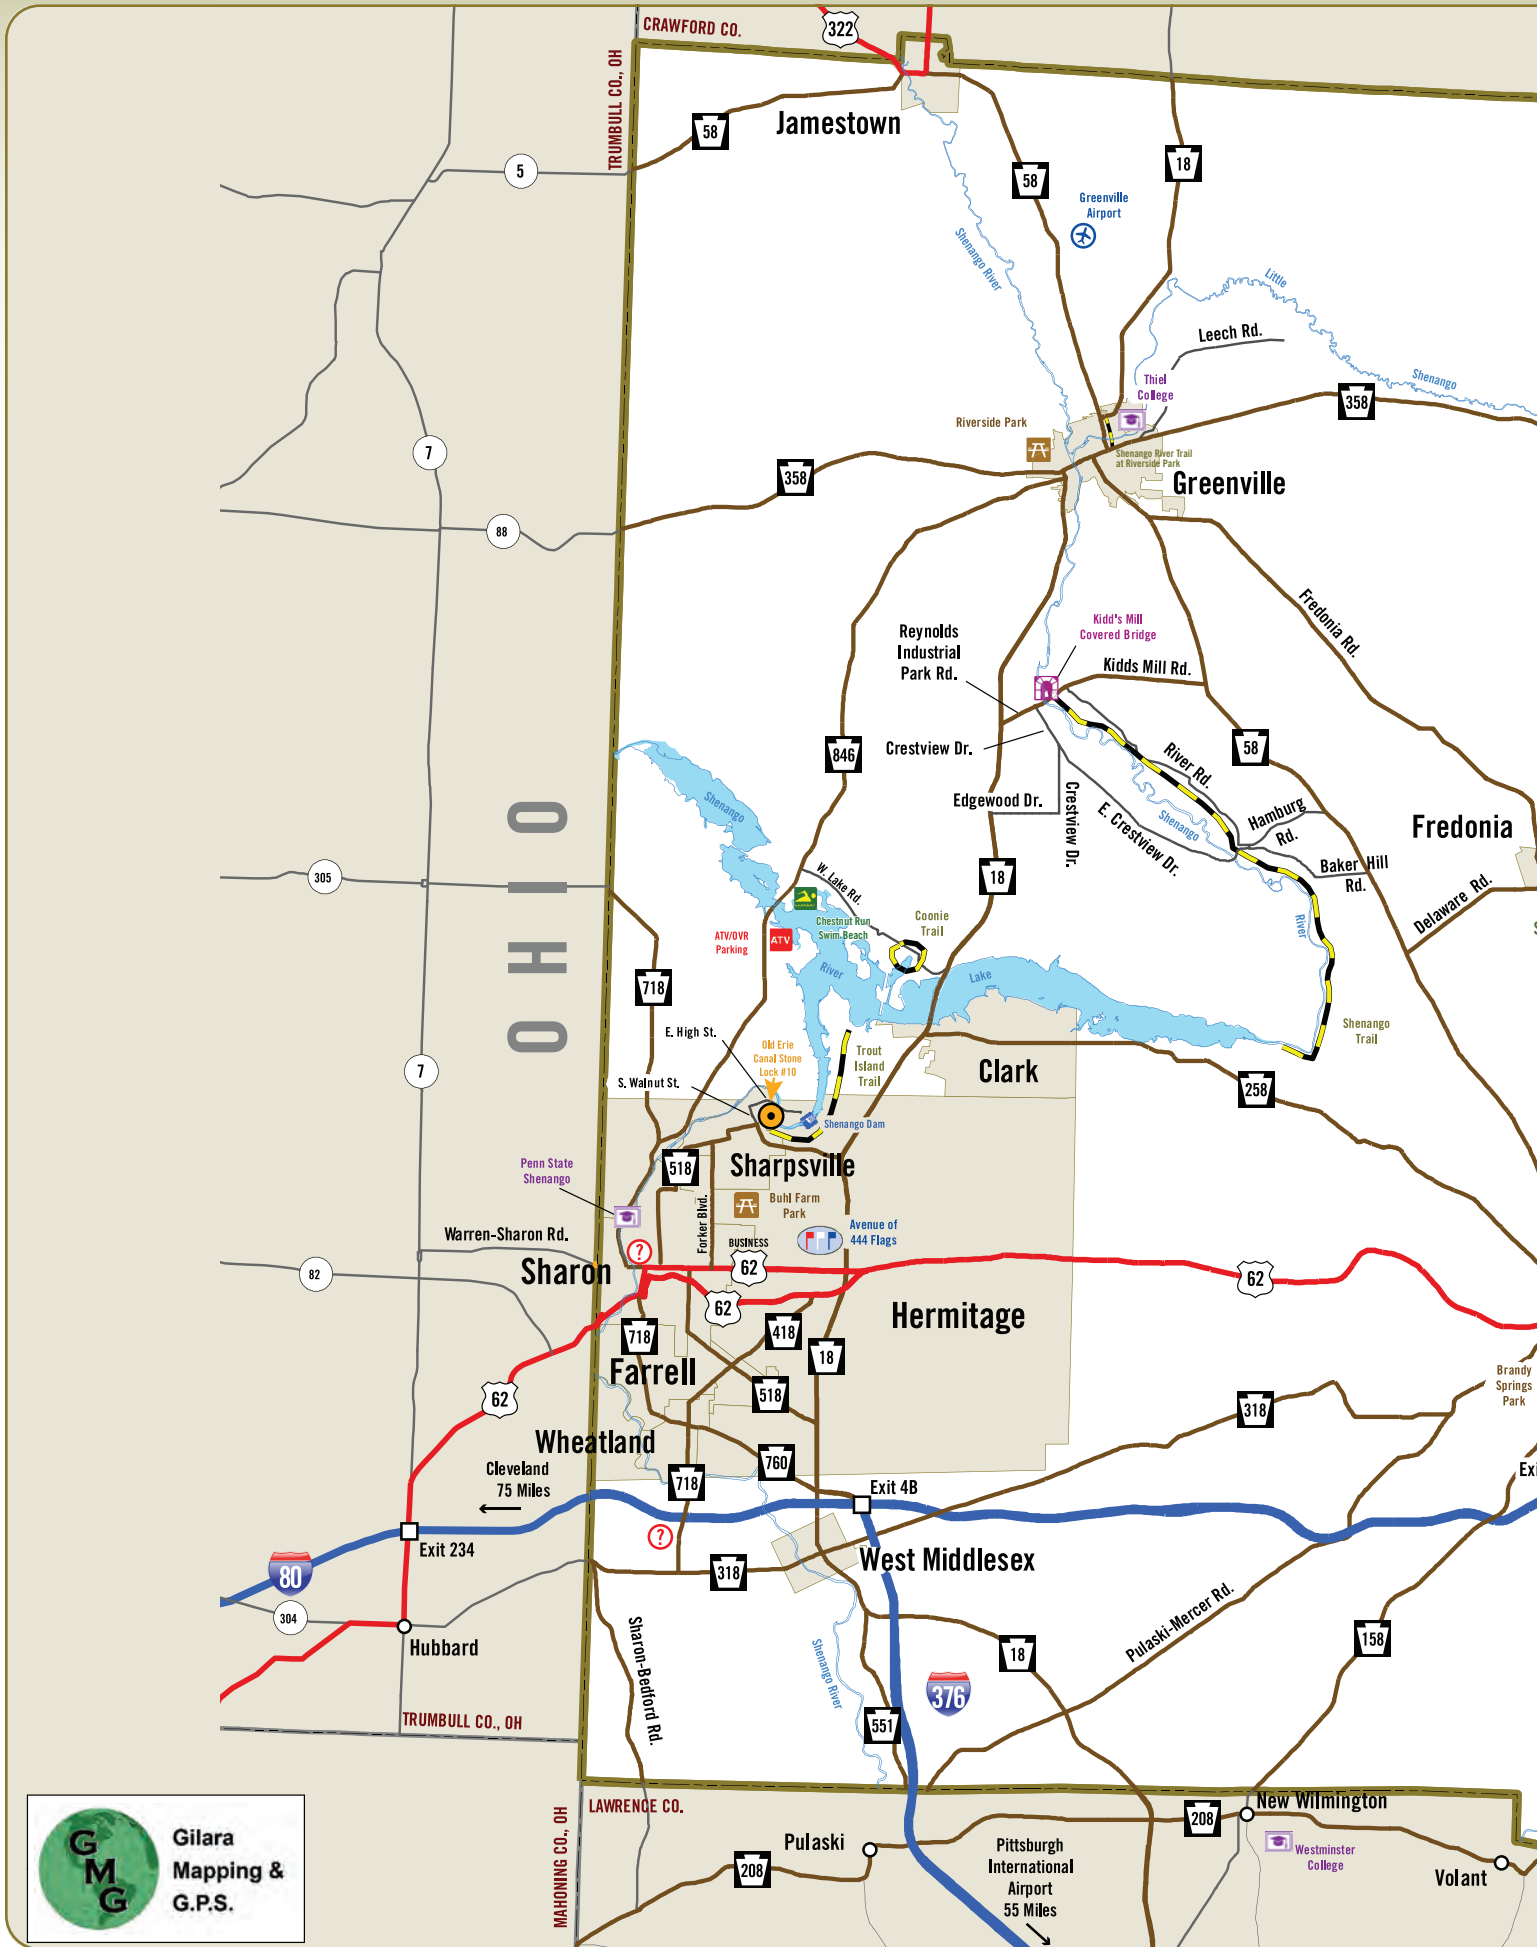 CRAWFORD CO.
322
TRUMBULL CO., OH
58
Jamestown
5
58
18
Greenville
Airport
Shenango River
Little
Leech Rd.
Shenango
Thiel
College
358
7
Riverside Park
Shenango River Trail
at Riverside Park
358
Greenville
88
Fredonia Rd.
Reynolds
Industrial
Park Rd.
Kidd's Mill
Covered Bridge
Kidds Mill Rd.
Crestview Dr.
846
58
River Rd.
Shenango
Edgewood Dr.
Crestview Dr.
E. Crestview Dr.
Shenango
Hamburg
Rd.
Fredonia
OHIO
305
W. Lake Rd.
18
Baker Hill
Rd.
Delaware Rd.
Chestnut Run
Swim Beach
Coonie
Trail
River
ATV/OVR
Parking
ATV
S
River
Lake
718
E. High St.
Old Erie
Canal Stone
Lock #10
Trout
Island
Trail
Shenango
Trail
7
S. Walnut St.
Clark
258
Shenango Dam
Penn State
Shenango
518
Sharpsville
Forker Blvd.
Buhl Farm
Park
Avenue of
444 Flags
Warren-Sharon Rd.
?
BUSINESS
62
Sharon
82
62
62
Hermitage
718
418
18
Farrell
Brandy
Springs
Park
62
518
318
Wheatland
760
Cleveland
75 Miles
718
Exit 4B
Exi
?
Exit 234
80
318
West Middlesex
304
Hubbard
Sharon-Bedford Rd.
Shenango River
18
Pulaski-Mercer Rd.
158
376
551
TRUMBULL CO., OH
LAWRENCE CO.
MAHONING CO., OH
New Wilmington
208
Pulaski
Pittsburgh
International
Airport
55 Miles
Westminster
College
208
Volant
GMG
Gilara
Mapping &
G.P.S.